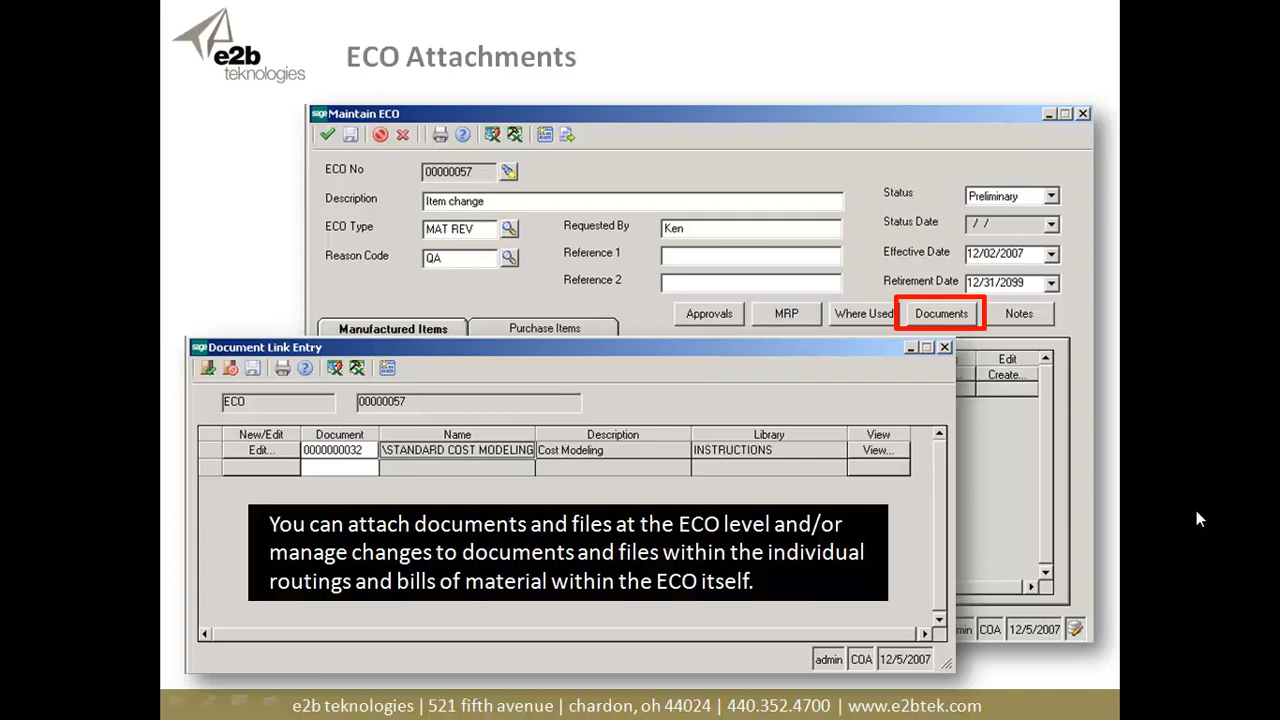 e2b
teknologies
ECO Attachments
sage Maintain ECO
ECO No 00000057
Description Item change
Status Preliminary
ECO Type MAT REV Requested By Ken
Status Date / /
Reason Code QA Reference 1
Effective Date 12/02/2007
Reference 2
Retirement Date 12/31/2099
Approvals MRP Where Used Documents Notes
Manufactured Items Purchase Items
sage Document Link Entry
Edit
Create...
ECO 00000057
New/Edit Document Name Description Library View
Edit... 0000000032 \STANDARD COST MODELING Cost Modeling INSTRUCTIONS View...
You can attach documents and files at the ECO level and/or
manage changes to documents and files within the individual
routings and bills of material within the ECO itself.
COA 12/5/2007
admin COA 12/5/2007
e2b teknologies | 521 fifth avenue | chardon, oh 44024 | 440.352.4700 | www.e2btek.com